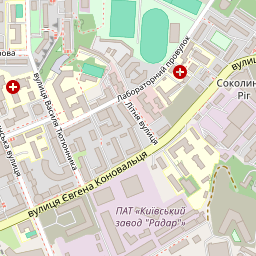 Лабораторний провулок
Літня вулиця
вулиця Василя Тютюнника
вулиця Євгена Коновальця
Соколин
Ріг
ПАТ «Київський
завод "Радар"»
вулиця